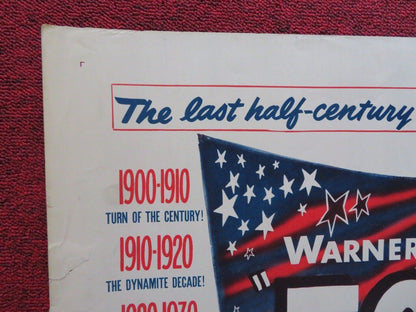 The last half-century
1900-1910
TURN OF THE CENTURY!
1910-1920
THE DYNAMITE DECADE!
WARNER
"